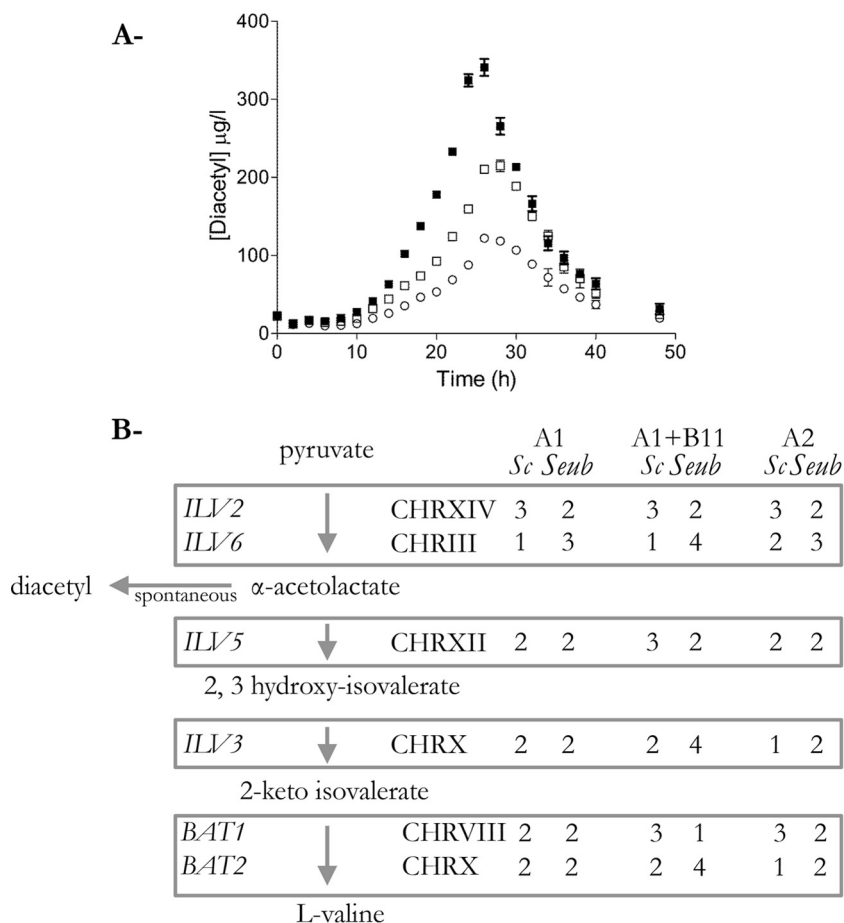 A-
400
300
200
100
0
[Diacetyl] µg/l
0 10 20 30 40 50
Time (h)
B-
pyruvate A1 A1+B11 A2
Sc Seub Sc Seub Sc Seub
ILV2 CHRXIV 3 2 3 2 3 2
ILV6 CHRIII 1 3 1 4 2 3
diacetyl spontaneous α-acetolactate
ILV5 CHRXII 2 2 3 2 2 2
2, 3 hydroxy-isovalerate
ILV3 CHRX 2 2 2 4 1 2
2-keto isovalerate
BAT1 CHRVIII 2 2 3 1 3 2
BAT2 CHRX 2 2 2 4 1 2
L-valine